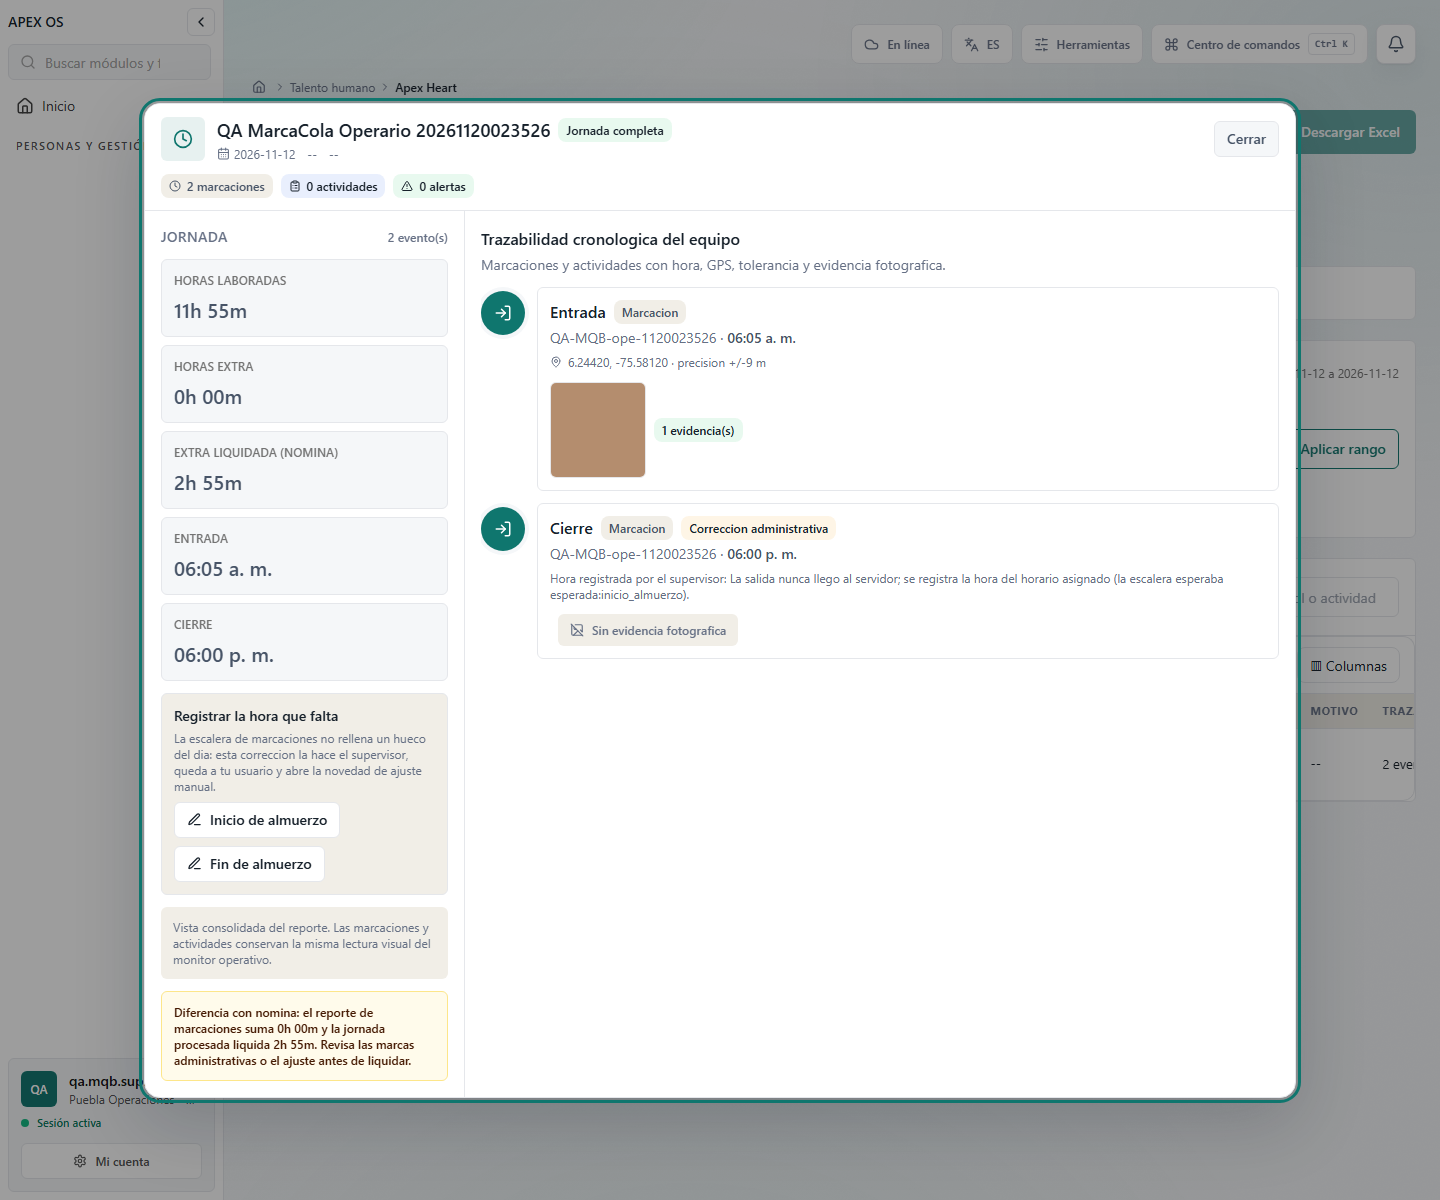 APEX OS
Buscar módulos y f
Inicio
PERSONAS Y GESTIÓ
En línea
ES
Herramientas
Centro de comandos
Ctrl K
Talento humano
Apex Heart
Descargar Excel
QA MarcaCola Operario 20261120023526
Jornada completa
2026-11-12 -- --
Cerrar
2 marcaciones
0 actividades
0 alertas
JORNADA
2 evento(s)
HORAS LABORADAS
11h 55m
HORAS EXTRA
0h 00m
EXTRA LIQUIDADA (NOMINA)
2h 55m
ENTRADA
06:05 a. m.
CIERRE
06:00 p. m.
Registrar la hora que falta
La escalera de marcaciones no rellena un hueco
del dia: esta correccion la hace el supervisor,
queda a tu usuario y abre la novedad de ajuste
manual.
Inicio de almuerzo
Fin de almuerzo
Vista consolidada del reporte. Las marcaciones y
actividades conservan la misma lectura visual del
monitor operativo.
Diferencia con nomina: el reporte de
marcaciones suma 0h 00m y la jornada
procesada liquida 2h 55m. Revisa las marcas
administrativas o el ajuste antes de liquidar.
Trazabilidad cronologica del equipo
Marcaciones y actividades con hora, GPS, tolerancia y evidencia fotografica.
Entrada
Marcacion
QA-MQB-ope-1120023526 · 06:05 a. m.
6.24420, -75.58120 · precision +/-9 m
1 evidencia(s)
Cierre
Marcacion
Correccion administrativa
QA-MQB-ope-1120023526 · 06:00 p. m.
Hora registrada por el supervisor: La salida nunca llego al servidor; se registra la hora del horario asignado (la escalera esperaba
esperada:inicio_almuerzo).
Sin evidencia fotografica
1-12 a 2026-11-12
Aplicar rango
l o actividad
Columnas
MOTIVO
TRAZ
--
2 eve
QA
qa.mqb.sup
Puebla Operaciones
Sesión activa
Mi cuenta